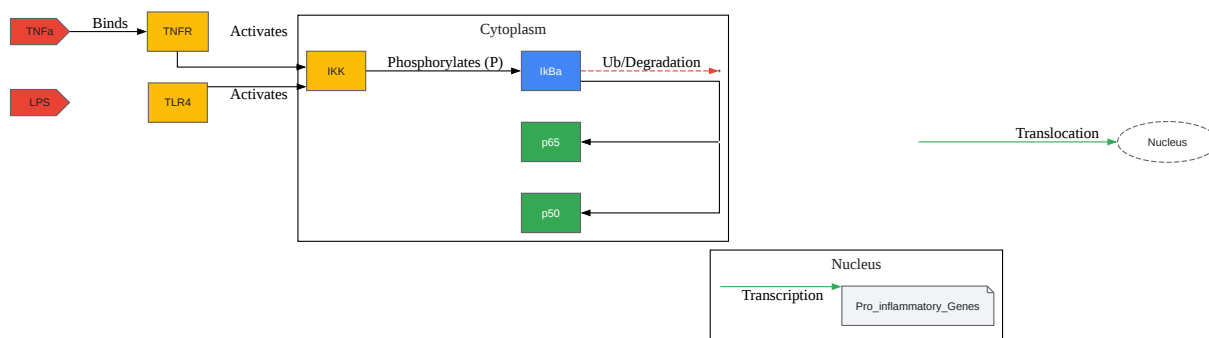 Cytoplasm
TNFa
Binds
TNFR
Activates
IKK
Phosphorylates (P)
IkBa
Ub/Degradation
LPS
TLR4
Activates
p65
Translocation
Nucleus
p50
Nucleus
Transcription
Pro_inflammatory_Genes